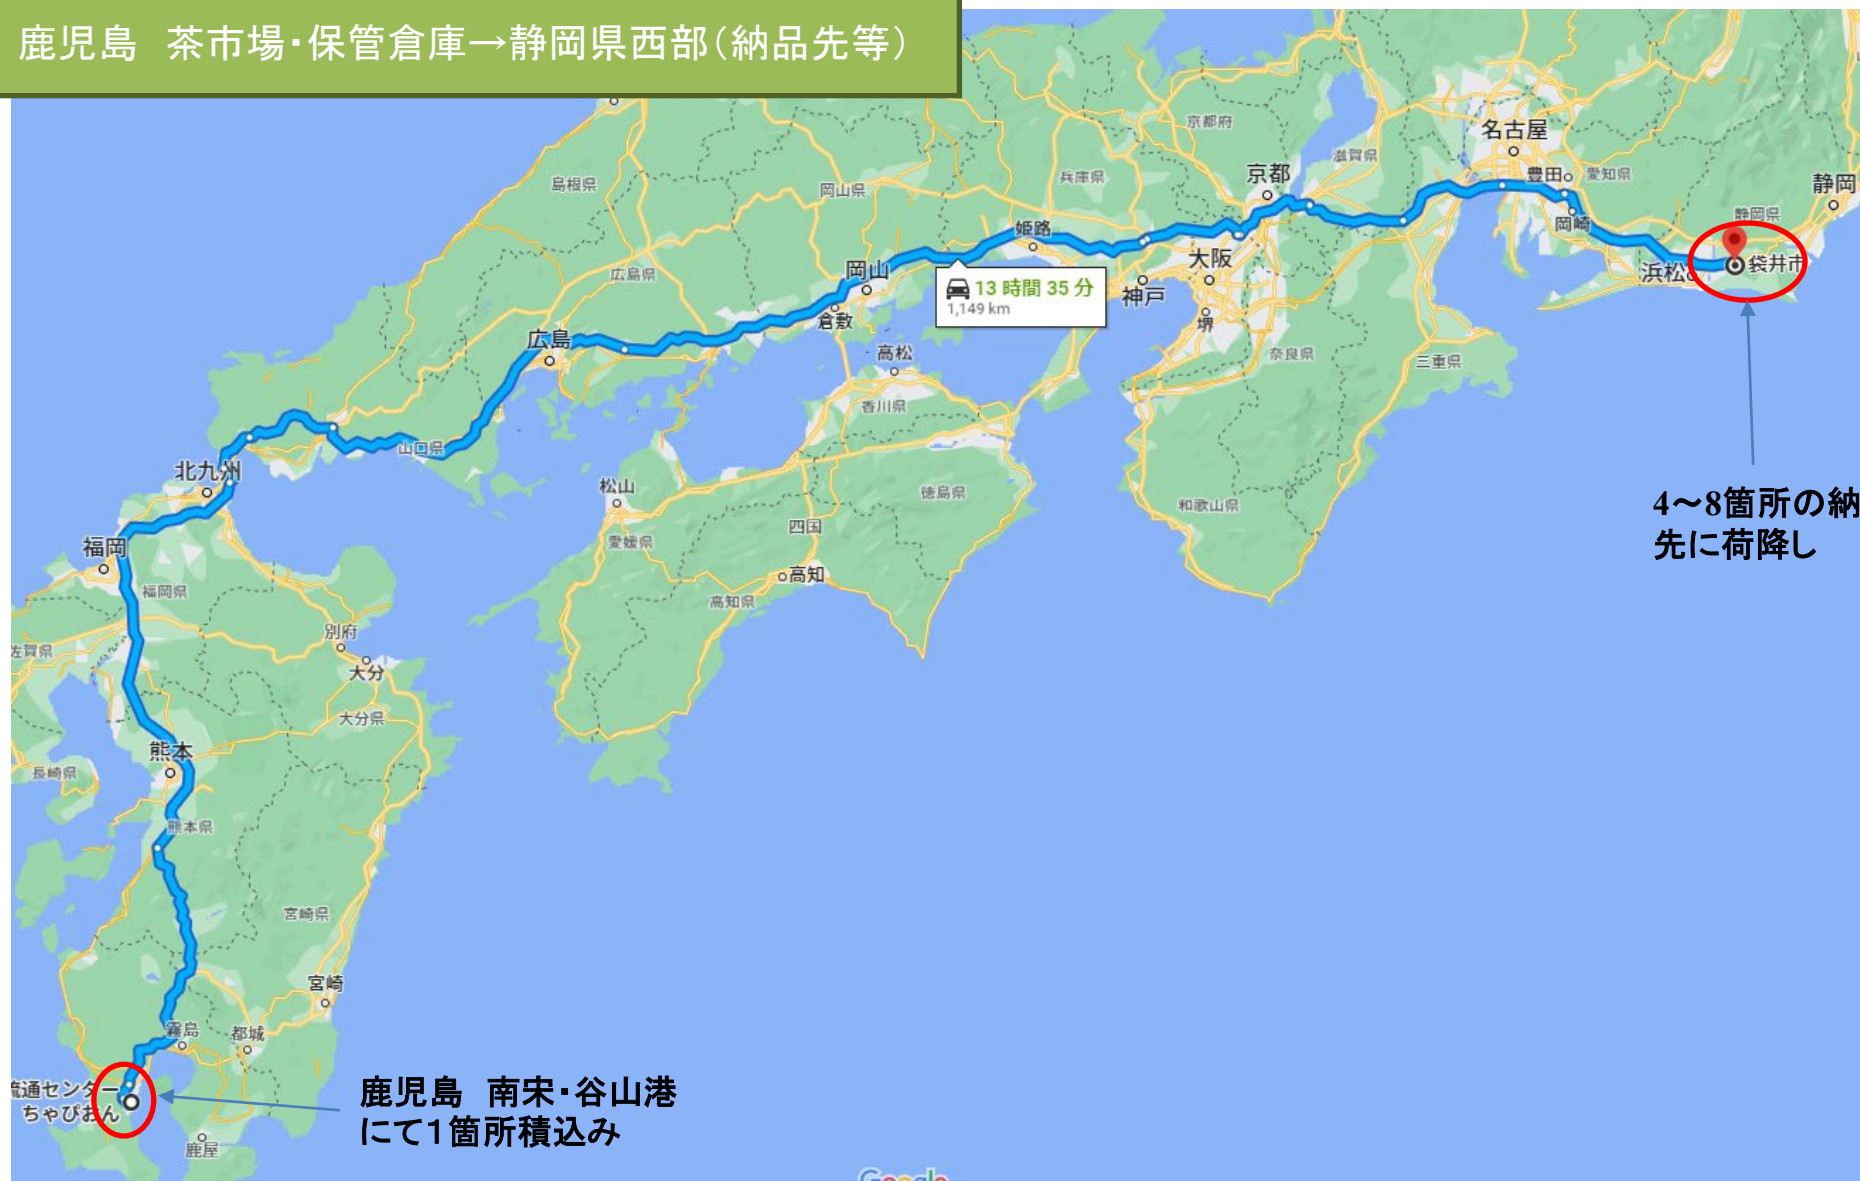 鹿児島　茶市場・保管倉庫→静岡県西部（納品先等）
京都府
名古屋
滋賀県
京都
兵庫県
島根県
岡山県
豊田
愛知県
静岡
静岡県
岡崎
姫路
広島県
岡山
大阪
浜松
袋井市
13 時間 35 分
1,149 km
神戸
倉敷
堺
広島
高松
奈良県
三重県
香川県
山口県
北九州
松山
徳島県
和歌山県
4～8箇所の納
先に荷降し
四国
愛媛県
福岡
高知
福岡県
高知県
別府
佐賀県
大分
大分県
熊本
長崎県
熊本県
宮崎県
宮崎
霧島
都城
流通センター
ちゃぴおん
鹿児島　南宋・谷山港
にて１箇所積込み
鹿屋
Google